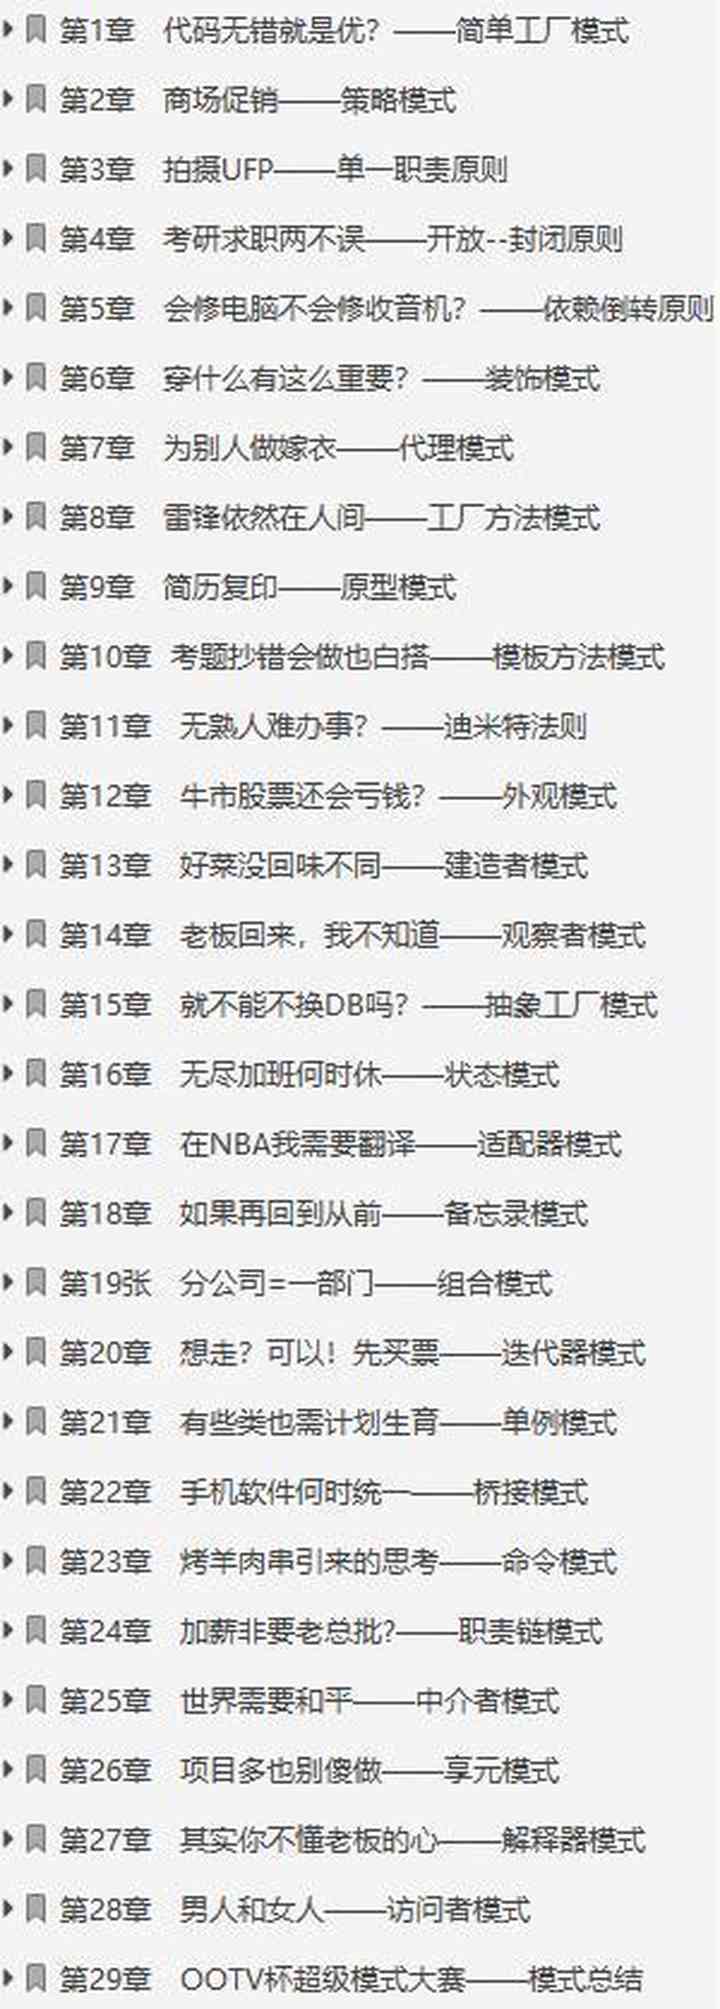 第1章 代码无错就是优？——简单工厂模式
第2章 商场促销——策略模式
第3章 拍摄UFP——单一职责原则
第4章 考研求职两不误——开放--封闭原则
第5章 会修电脑不会修收音机？——依赖倒转原则
第6章 穿什么有这么重要？——装饰模式
第7章 为别人做嫁衣——代理模式
第8章 雷锋依然在人间——工厂方法模式
第9章 简历复印——原型模式
第10章 考题抄错会做也白搭——模板方法模式
第11章 无熟人难办事？——迪米特法则
第12章 牛市股票还会亏钱？——外观模式
第13章 好菜没回味不同——建造者模式
第14章 老板回来，我不知道——观察者模式
第15章 就不能不换DB吗？——抽象工厂模式
第16章 无尽加班何时休——状态模式
第17章 在NBA我需要翻译——适配器模式
第18章 如果再回到从前——备忘录模式
第19张 分公司=一部门——组合模式
第20章 想走？可以！先买票——迭代器模式
第21章 有些类也需计划生育——单例模式
第22章 手机软件何时统一——桥接模式
第23章 烤羊肉串引来的思考——命令模式
第24章 加薪非要老总批?——职责链模式
第25章 世界需要和平——中介者模式
第26章 项目多也别傻做——享元模式
第27章 其实你不懂老板的心——解释器模式
第28章 男人和女人——访问者模式
第29章 OOTV杯超级模式大赛——模式总结